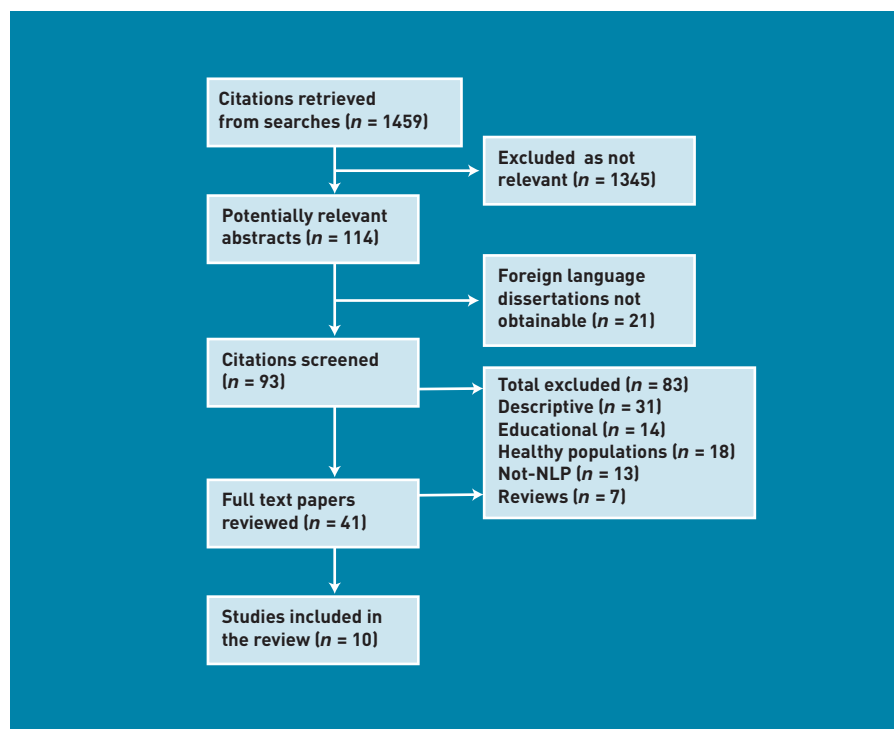 Citations retrieved
from searches (n = 1459)
Excluded as not
relevant (n = 1345)
Potentially relevant
abstracts (n = 114)
Foreign language
dissertations not
obtainable (n = 21)
Citations screened
(n = 93)
Total excluded (n = 83)
Descriptive (n = 31)
Educational (n = 14)
Healthy populations (n = 18)
Not-NLP (n = 13)
Reviews (n = 7)
Full text papers
reviewed (n = 41)
Studies included in
the review (n = 10)